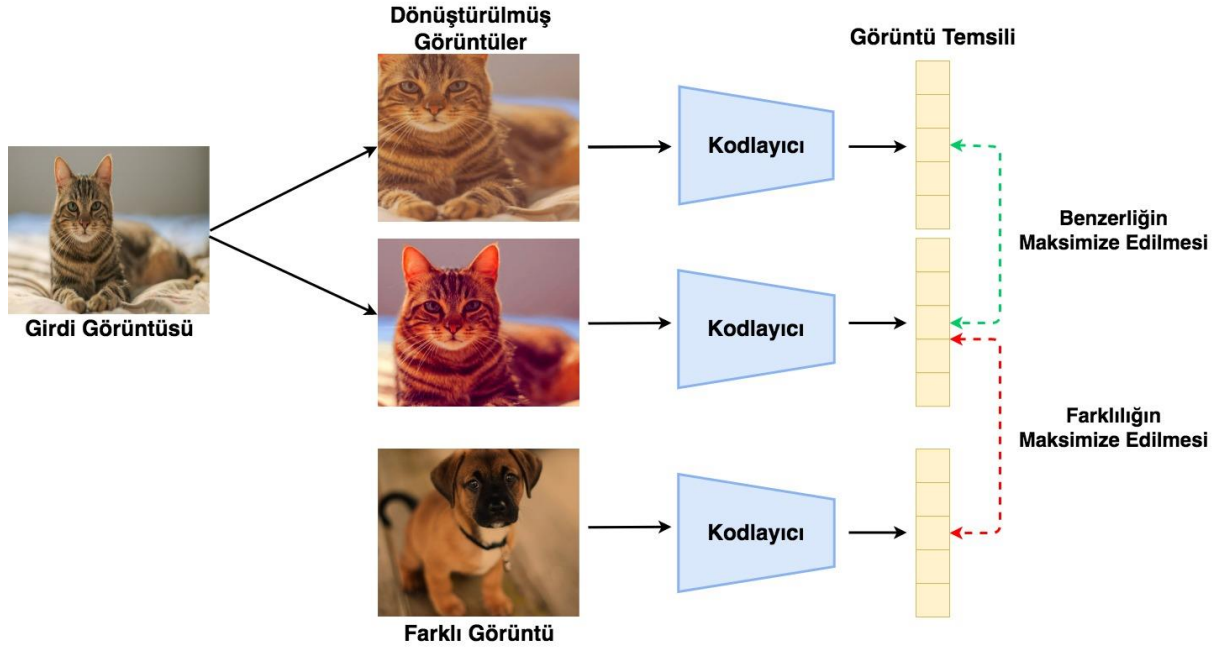 Dönüştürülmüş
Görüntüler
Görüntü Temsili
Girdi Görüntüsü
Kodlayıcı
Kodlayıcı
Kodlayıcı
Benzerliğin
Maksimize Edilmesi
Farklılığın
Maksimize Edilmesi
Farklı Görüntü